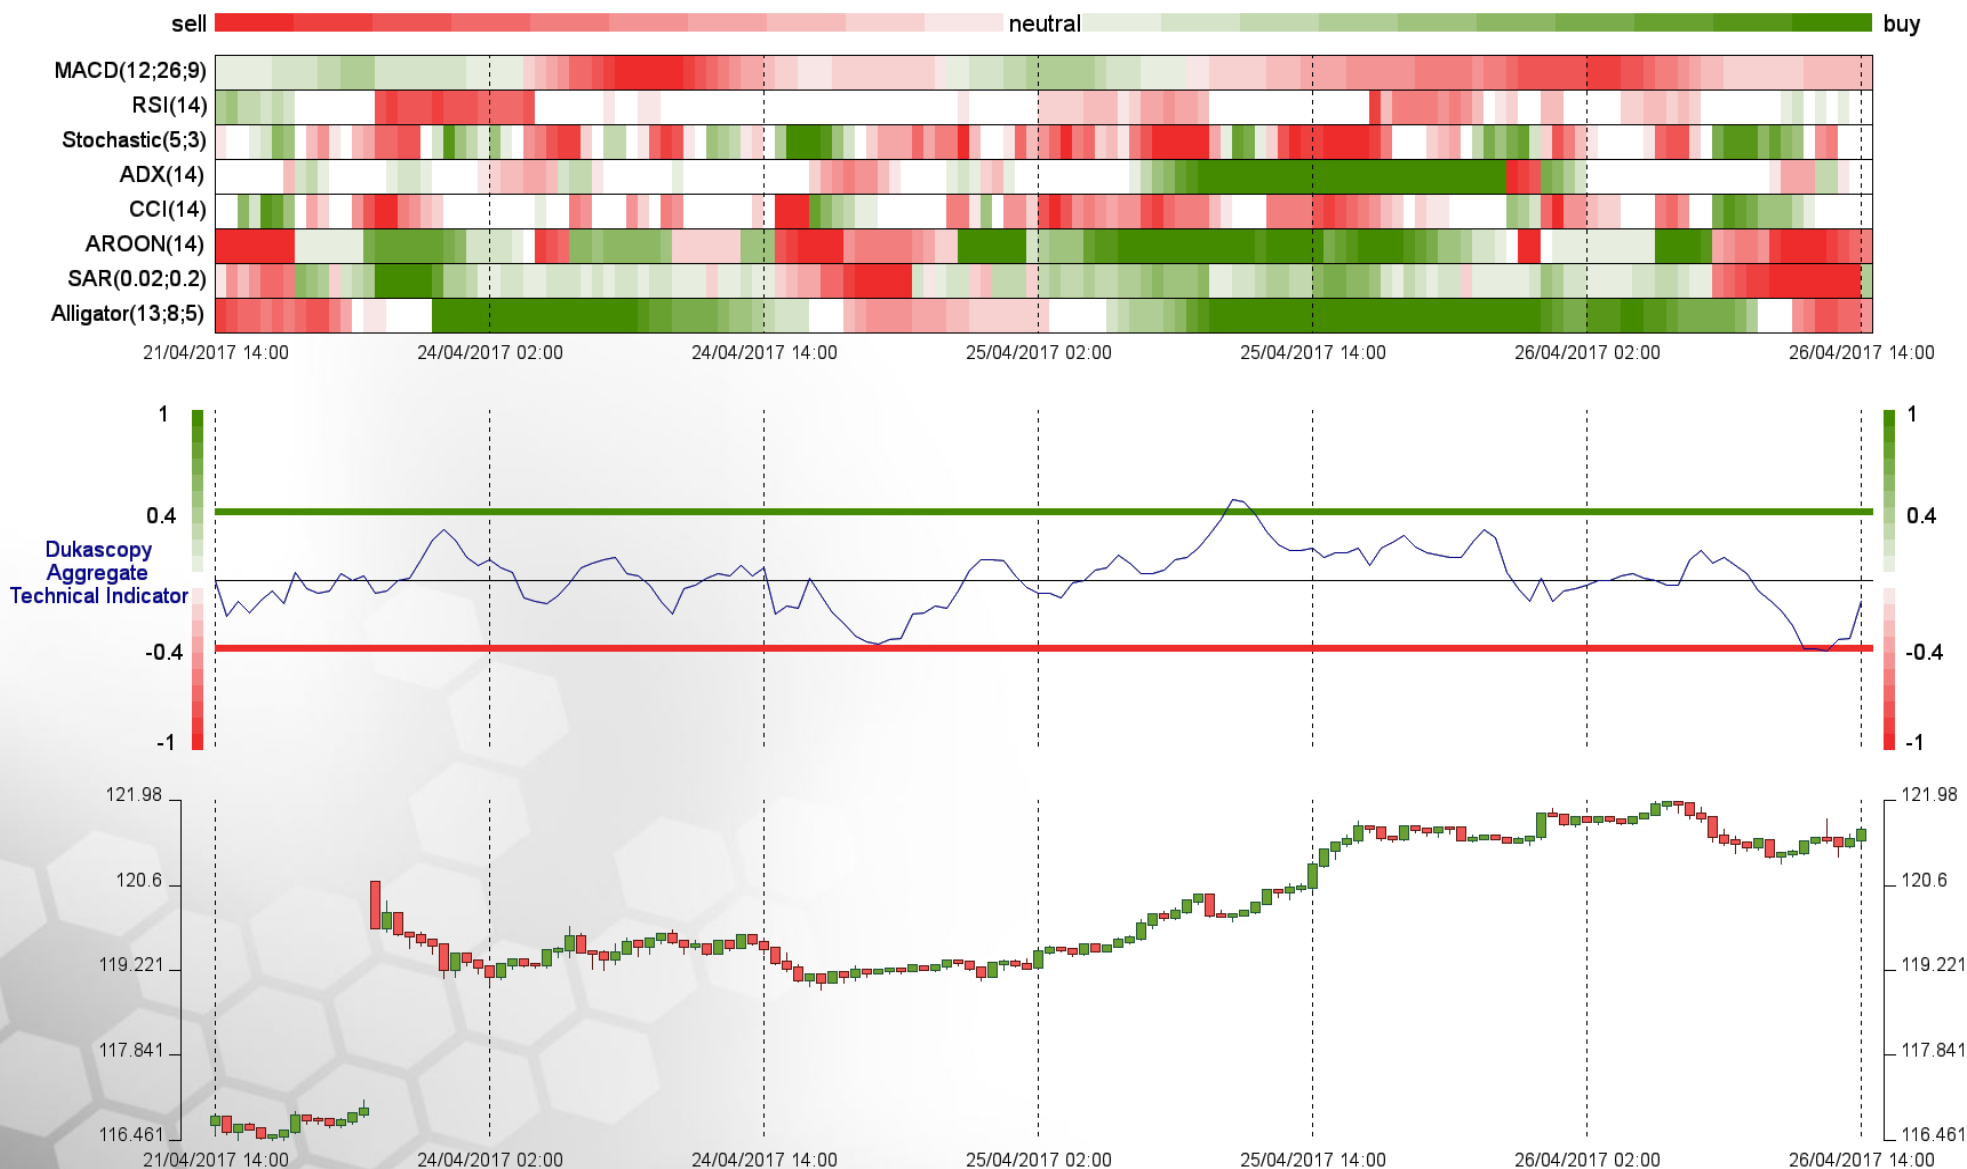 sell neutral buy
MACD(12;26;9)
RSI(14)
Stochastic(5;3)
ADX(14)
CCI(14)
AROON(14)
SAR(0.02;0.2)
Alligator(13;8;5)
21/04/2017 14:00 24/04/2017 02:00 24/04/2017 14:00 25/04/2017 02:00 25/04/2017 14:00 26/04/2017 02:00 26/04/2017 14:00
1 1
0.4 0.4
Dukascopy
Aggregate
Technical Indicator
-0.4 -0.4
-1 -1
121.98 121.98
120.6 120.6
119.221 119.221
117.841 117.841
116.461 116.461
21/04/2017 14:00 24/04/2017 02:00 24/04/2017 14:00 25/04/2017 02:00 25/04/2017 14:00 26/04/2017 02:00 26/04/2017 14:00